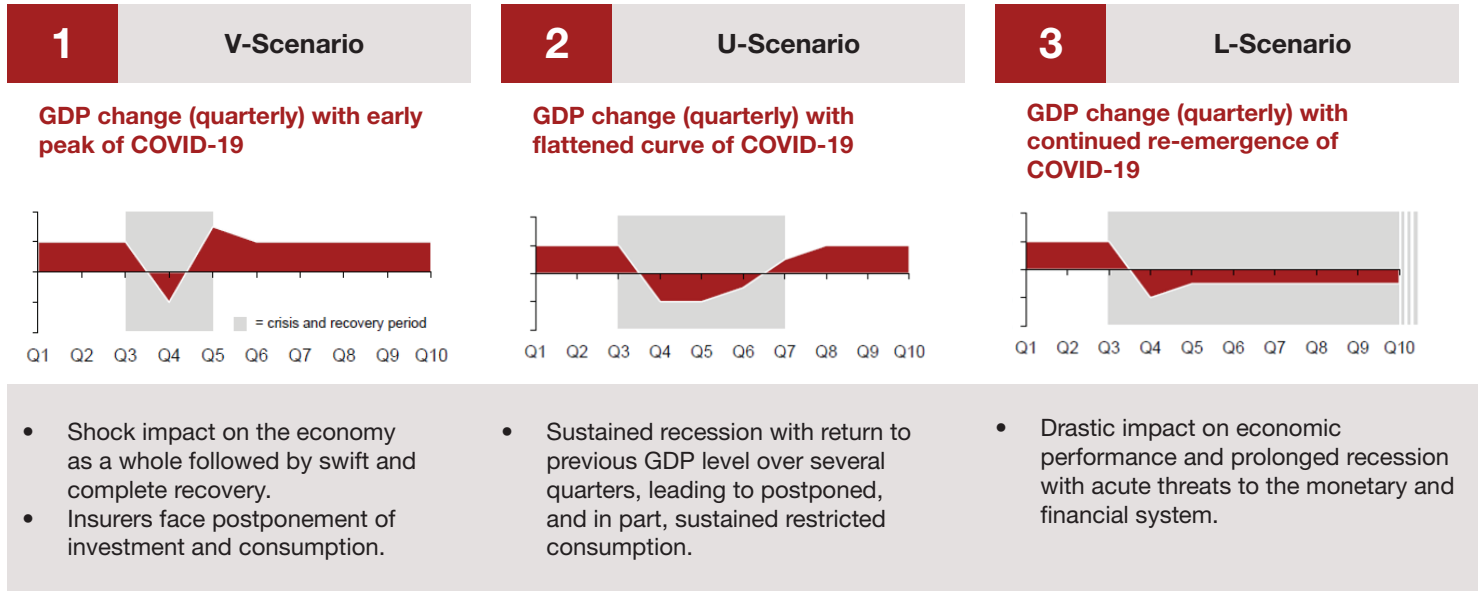 1
V-Scenario
GDP change (quarterly) with early
peak of COVID-19
= crisis and recovery period
Q1 Q2 Q3 Q4 Q5 Q6 Q7 Q8 Q9 Q10
• Shock impact on the economy
as a whole followed by swift and
complete recovery.
• Insurers face postponement of
investment and consumption.
2
U-Scenario
GDP change (quarterly) with
flattened curve of COVID-19
Q1 Q2 Q3 Q4 Q5 Q6 Q7 Q8 Q9 Q10
• Sustained recession with return to
previous GDP level over several
quarters, leading to postponed,
and in part, sustained restricted
consumption.
3
L-Scenario
GDP change (quarterly) with
continued re-emergence of
COVID-19
Q1 Q2 Q3 Q4 Q5 Q6 Q7 Q8 Q9 Q10
• Drastic impact on economic
performance and prolonged recession
with acute threats to the monetary and
financial system.